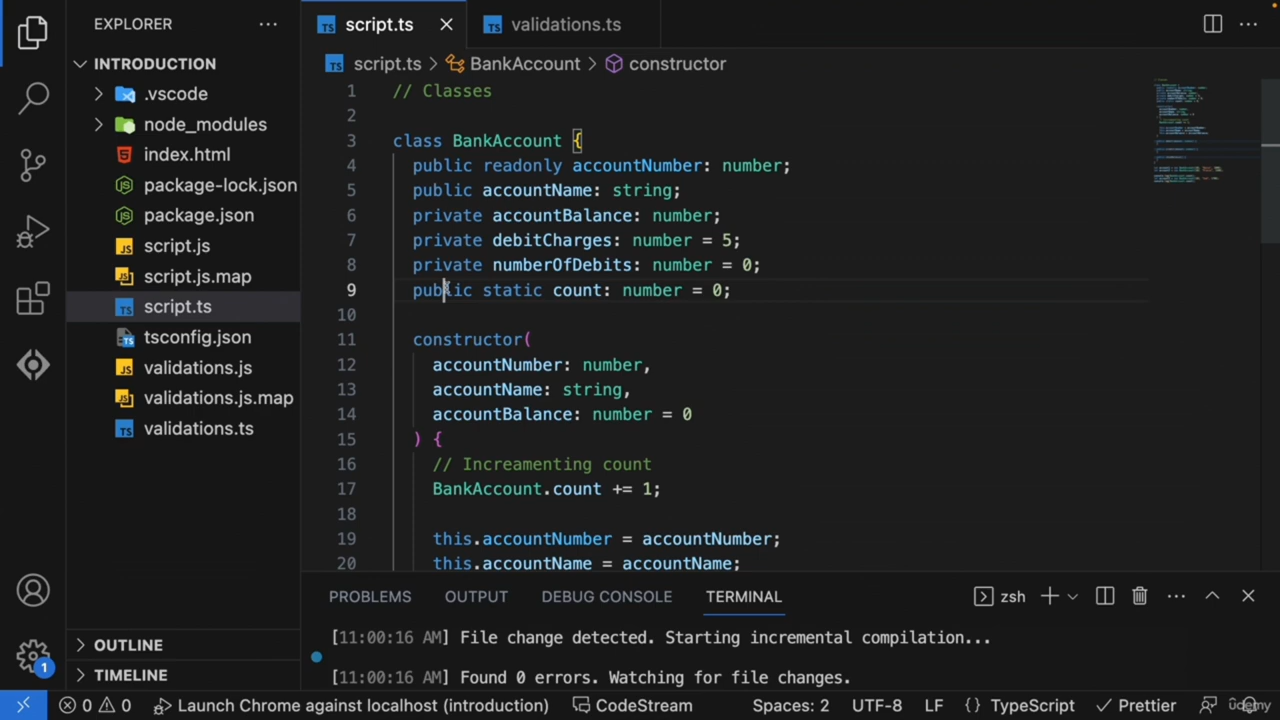 EXPLORER
INTRODUCTION
.vscode
node_modules
index.html
package-lock.json
package.json
script.js
script.js.map
script.ts
tsconfig.json
validations.js
validations.js.map
validations.ts
OUTLINE
TIMELINE
TS script.ts
TS validations.ts
TS script.ts > BankAccount > constructor
1 // Classes
2
3 class BankAccount {
4 public readonly accountNumber: number;
5 public accountName: string;
6 private accountBalance: number;
7 private debitCharges: number = 5;
8 private numberOfDebits: number = 0;
9 public static count: number = 0;
10
11 constructor(
12 accountNumber: number,
13 accountName: string,
14 accountBalance: number = 0
15 ) {
16 // Increamenting count
17 BankAccount.count += 1;
18
19 this.accountNumber = accountNumber;
20 this.accountName = accountName;
PROBLEMS OUTPUT DEBUG CONSOLE TERMINAL zsh
[11:00:16 AM] File change detected. Starting incremental compilation...
[11:00:16 AM] Found 0 errors. Watching for file changes.
1
0 0 Launch Chrome against localhost (introduction) CodeStream Spaces: 2 UTF-8 LF {} TypeScript Prettier
udemy